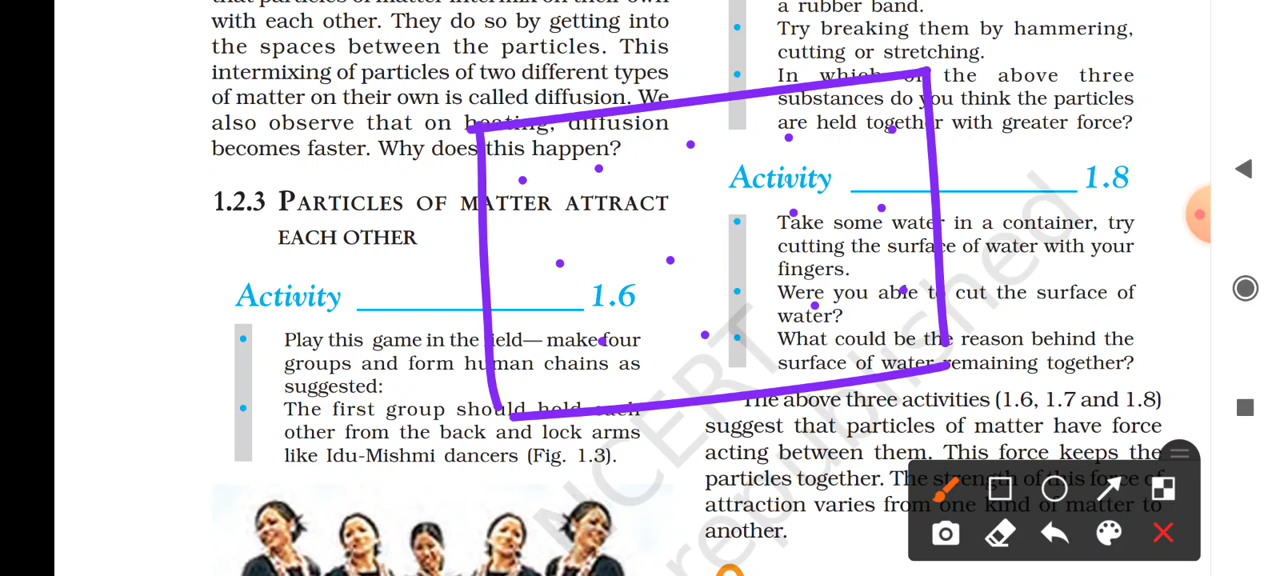 that particles of matter intermix on their own
with each other. They do so by getting into
the spaces between the particles. This
intermixing of particles of two different types
of matter on their own is called diffusion. We
also observe that on heating, diffusion
becomes faster. Why does this happen?
1.2.3 PARTICLES OF MATTER ATTRACT
EACH OTHER
Activity 1.6
• Play this game in the field— make four
groups and form human chains as
suggested:
• The first group should hold each
other from the back and lock arms
like Idu-Mishmi dancers (Fig. 1.3).
a rubber band.
• Try breaking them by hammering,
cutting or stretching.
• In which of the above three
substances do you think the particles
are held together with greater force?
Activity 1.8
• Take some water in a container, try
cutting the surface of water with your
fingers.
• Were you able to cut the surface of
water?
• What could be the reason behind the
surface of water remaining together?
The above three activities (1.6, 1.7 and 1.8)
suggest that particles of matter have force
acting between them. This force keeps the
particles together. The strength of this force of
attraction varies from one kind of matter to
another.
NCERT
republished